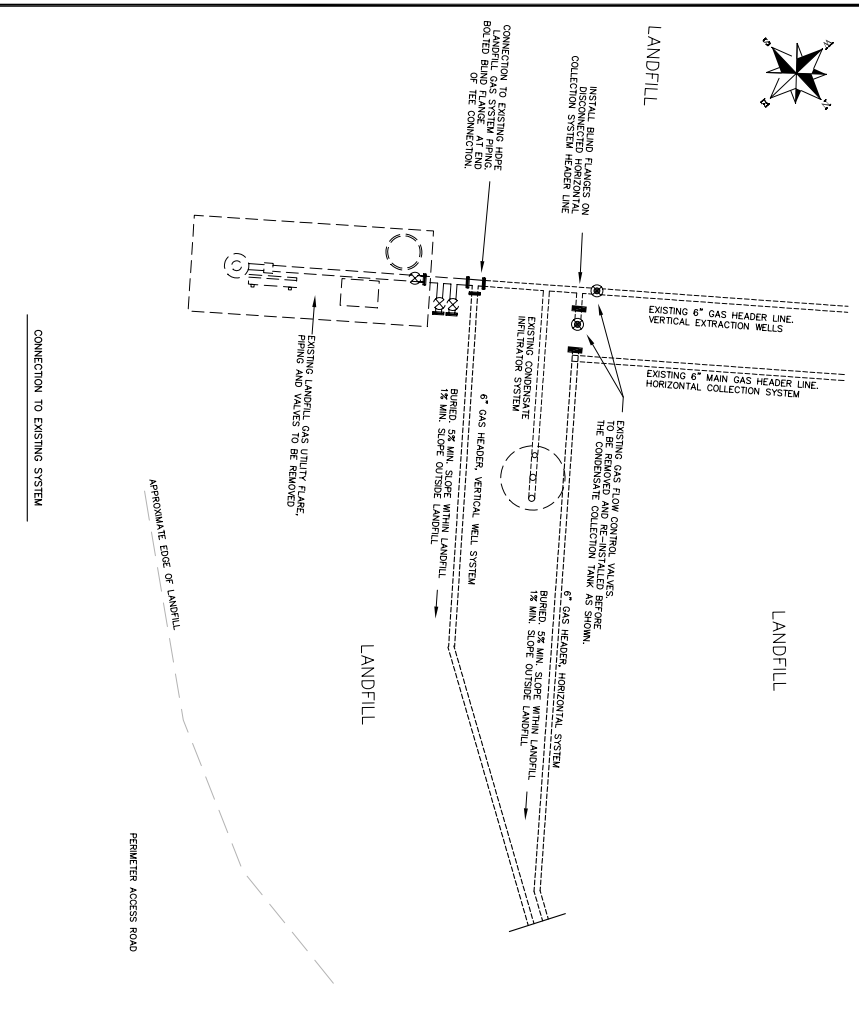 LANDFILL
CONNECTION TO EXISTING HDPE
LANDFILL GAS SYSTEM PIPING.
BOLTED BLIND FLANGE AT END
OF TEE CONNECTION.
INSTALL BLIND FLANGES ON
DISCONNECTED HORIZONTAL
COLLECTION SYSTEM HEADER LINE
EXISTING 6" GAS HEADER LINE.
VERTICAL EXTRACTION WELLS
EXISTING 6" MAIN GAS HEADER LINE.
HORIZONTAL COLLECTION SYSTEM
EXISTING CONDENSATE
INFILTRATOR SYSTEM
EXISTING GAS FLOW CONTROL VALVES.
TO BE REMOVED AND RE-INSTALLED BEFORE
THE CONDENSATE COLLECTION TANK AS SHOWN.
EXISTING LANDFILL GAS UTILITY FLARE,
PIPING AND VALVES TO BE REMOVED
6" GAS HEADER, VERTICAL WELL SYSTEM
BURIED. 5% MIN. SLOPE WITHIN LANDFILL
1% MIN. SLOPE OUTSIDE LANDFILL
6" GAS HEADER, HORIZONTAL SYSTEM
BURIED. 5% MIN. SLOPE WITHIN LANDFILL
1% MIN. SLOPE OUTSIDE LANDFILL
LANDFILL
LANDFILL
APPROXIMATE EDGE OF LANDFILL
PERIMETER ACCESS ROAD
CONNECTION TO EXISTING SYSTEM